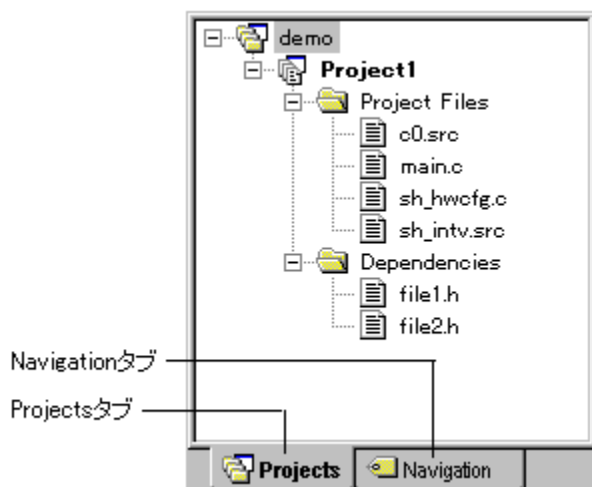 demo
Project1
Project Files
c0.src
main.c
sh_hwcfg.c
sh_intv.src
Dependencies
file1.h
file2.h
Navigationタブ
Projectsタブ
Projects
Navigation